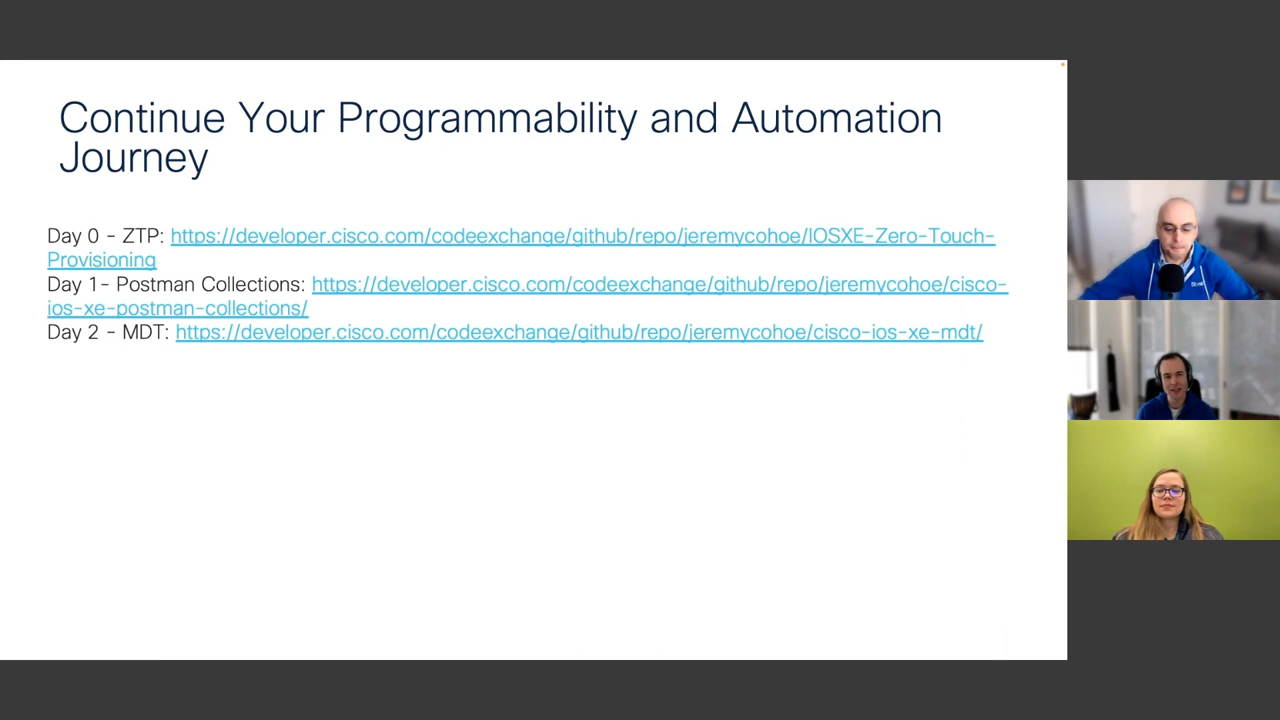 Continue Your Programmability and Automation
Journey
Day 0 - ZTP: https://developer.cisco.com/codeexchange/github/repo/jeremycohoe/IOSXE-Zero-Touch-
Provisioning
Day 1- Postman Collections: https://developer.cisco.com/codeexchange/github/repo/jeremycohoe/cisco-
ios-xe-postman-collections/
Day 2 - MDT: https://developer.cisco.com/codeexchange/github/repo/jeremycohoe/cisco-ios-xe-mdt/